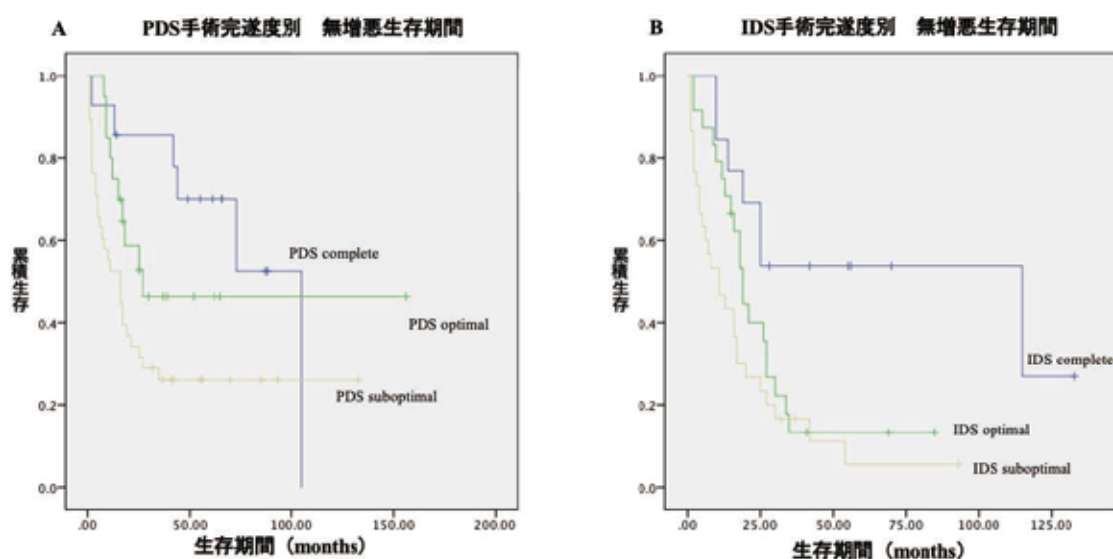 A
PDS手術完遂度別　無増悪生存期間
1.0
0.8
0.6
0.4
0.2
0.0
累積生存
PDS complete
PDS optimal
PDS suboptimal
.00
50.00
100.00
150.00
200.00
生存期間（months）
B
IDS手術完遂度別　無増悪生存期間
1.0
0.8
0.6
0.4
0.2
0.0
累積生存
IDS complete
IDS optimal
IDS suboptimal
.00
25.00
50.00
75.00
100.00
125.00
生存期間（months）